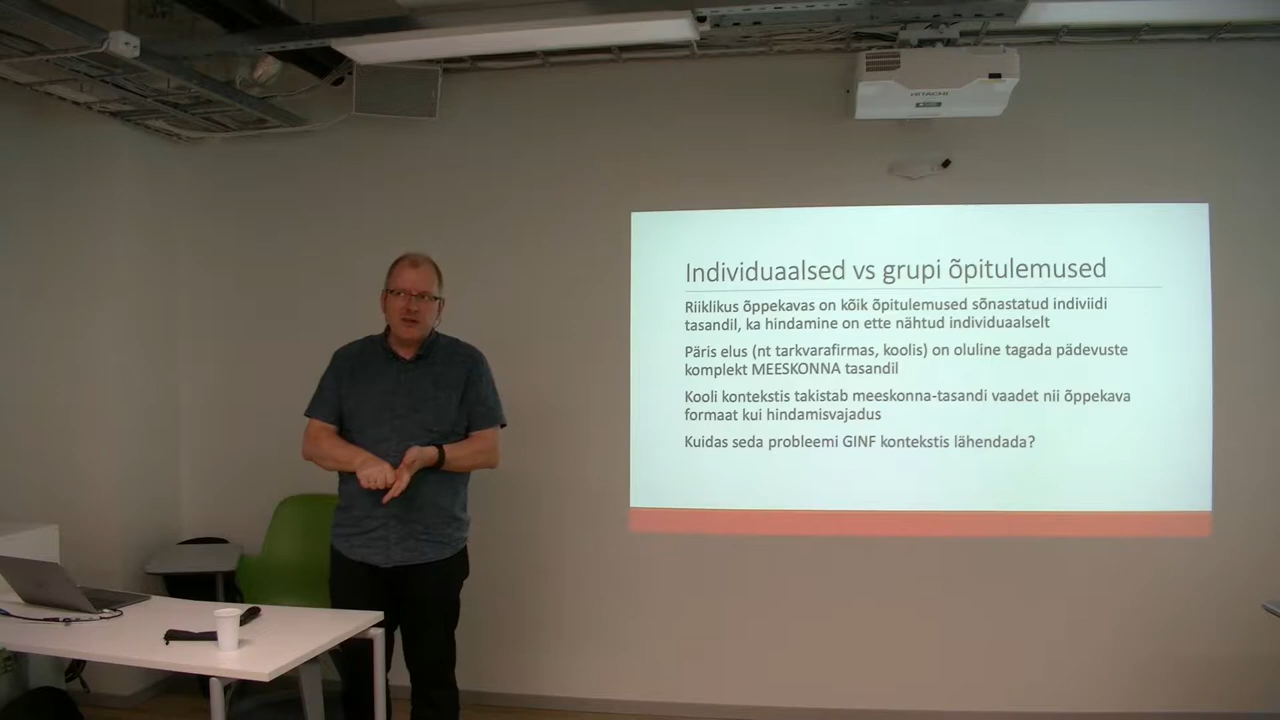 HITACHI
Individuaalsed vs grupi õpitulemused
Riiklikus õppekavas on kõik õpitulemused sõnastatud indiviidi
tasandil, ka hindamine on ette nähtud individuaalselt
Päris elus (nt tarkvarafirmas, koolis) on oluline tagada pädevuste
komplekt MEESKONNA tasandil
Kooli kontekstis takistab meeskonna-tasandi vaadet nii õppekava
formaat kui hindamisvajadus
Kuidas seda probleemi GINF kontekstis lähendada?